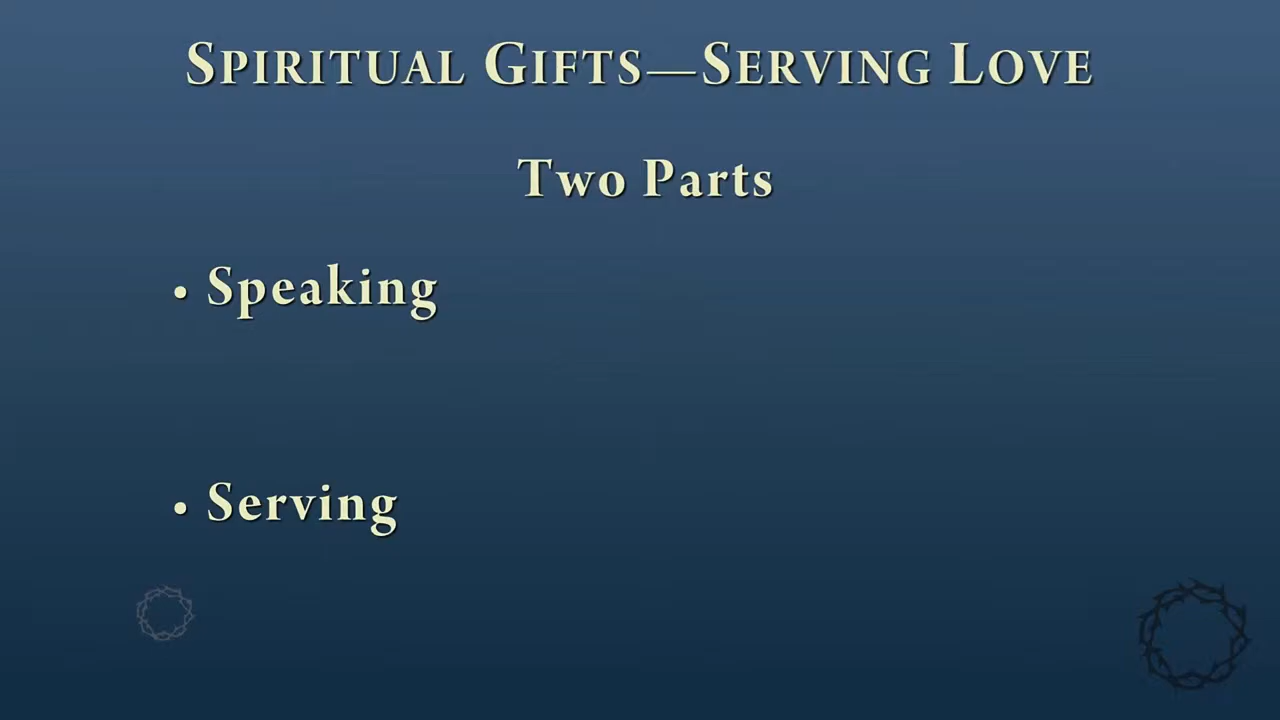 Spiritual Gifts—Serving Love
Two Parts
• Speaking
• Serving